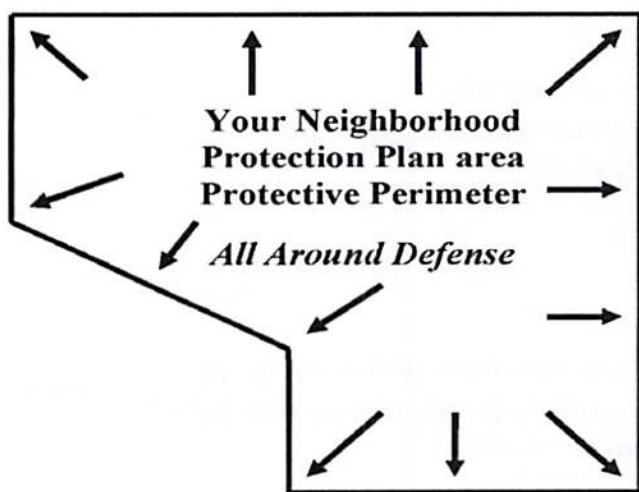 Your Neighborhood
Protection Plan area
Protective Perimeter
All Around Defense